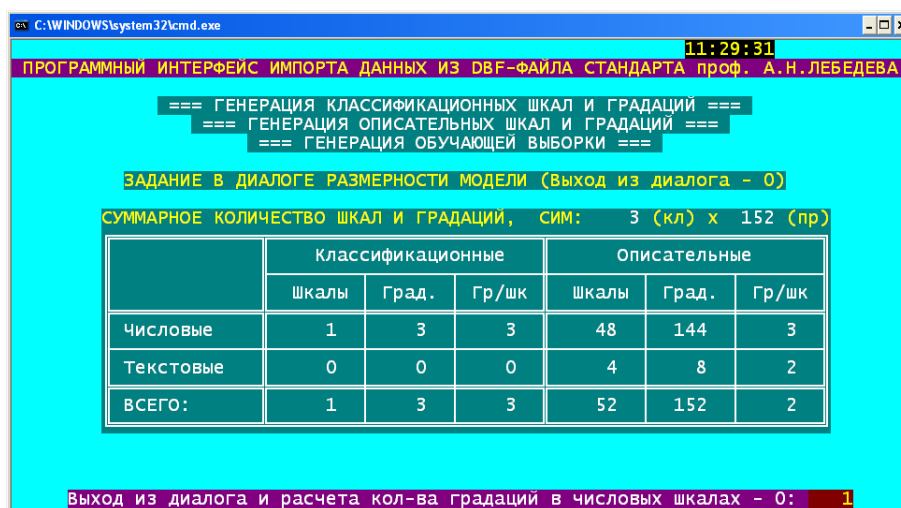 C:\WINDOWS\system32\cmd.exe
11:29:31
ПРОГРАММНЫЙ ИНТЕРФЕЙС ИМПОРТА ДАННЫХ ИЗ DBF-ФАЙЛА СТАНДАРТА проф. А.Н.ЛЕБЕДЕВА
=== ГЕНЕРАЦИЯ КЛАССИФИКАЦИОННЫХ ШКАЛ И ГРАДАЦИЙ ===
=== ГЕНЕРАЦИЯ ОПИСАТЕЛЬНЫХ ШКАЛ И ГРАДАЦИЙ ===
=== ГЕНЕРАЦИЯ ОБУЧАЮЩЕЙ ВЫБОРКИ ===
ЗАДАНИЕ В ДИАЛОГЕ РАЗМЕРНОСТИ МОДЕЛИ (Выход из диалога - 0)
СУММАРНОЕ КОЛИЧЕСТВО ШКАЛ И ГРАДАЦИЙ, СИМ: 3 (кл) x 152 (пр)
Классификационные Описательные
Шкалы Град. Гр/шк Шкалы Град. Гр/шк
Числовые 1 3 3 48 144 3
Текстовые 0 0 0 4 8 2
ВСЕГО: 1 3 3 52 152 2
Выход из диалога и расчета кол-ва градаций в числовых шкалах - 0: 1